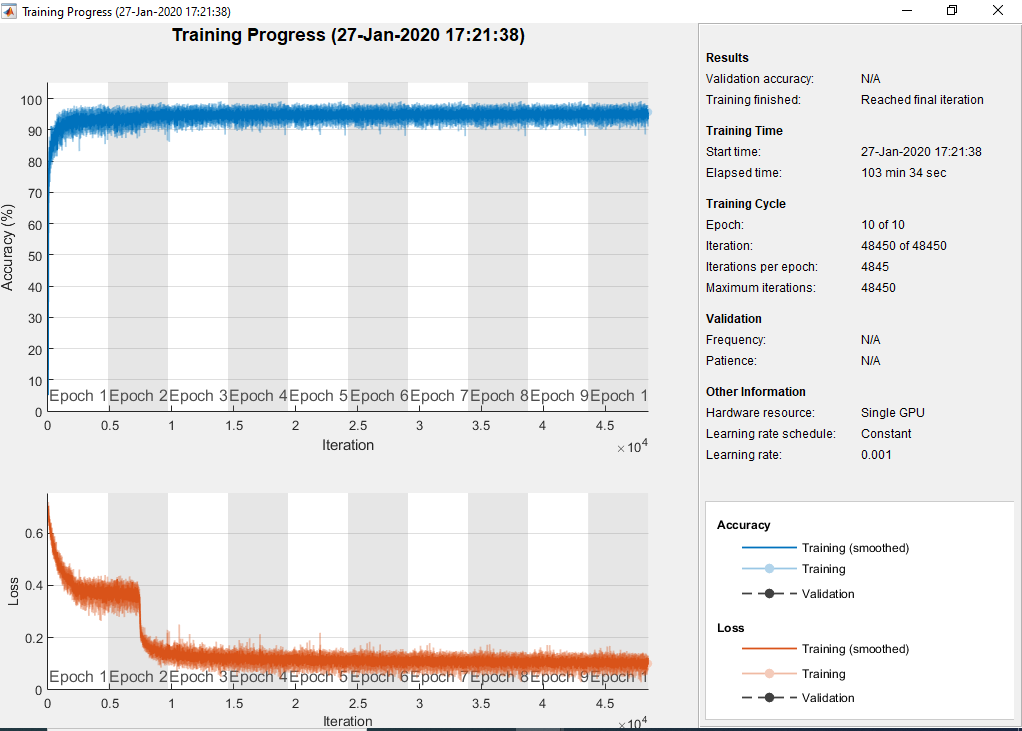 Training Progress (27-Jan-2020 17:21:38)
Training Progress (27-Jan-2020 17:21:38)
100
90
80
70
60
50
40
30
20
10
0
Accuracy (%)
Epoch 1 Epoch 2 Epoch 3 Epoch 4 Epoch 5 Epoch 6 Epoch 7 Epoch 8 Epoch 9 Epoch 1
0 0.5 1 1.5 2 2.5 3 3.5 4 4.5
Iteration
×10^4
0.6
0.4
0.2
0
Loss
Epoch 1 Epoch 2 Epoch 3 Epoch 4 Epoch 5 Epoch 6 Epoch 7 Epoch 8 Epoch 9 Epoch 1
0 0.5 1 1.5 2 2.5 3 3.5 4 4.5
Iteration
×10^4
Results
Validation accuracy: N/A
Training finished: Reached final iteration
Training Time
Start time: 27-Jan-2020 17:21:38
Elapsed time: 103 min 34 sec
Training Cycle
Epoch: 10 of 10
Iteration: 48450 of 48450
Iterations per epoch: 4845
Maximum iterations: 48450
Validation
Frequency: N/A
Patience: N/A
Other Information
Hardware resource: Single GPU
Learning rate schedule: Constant
Learning rate: 0.001
Accuracy
Training (smoothed)
Training
Validation
Loss
Training (smoothed)
Training
Validation